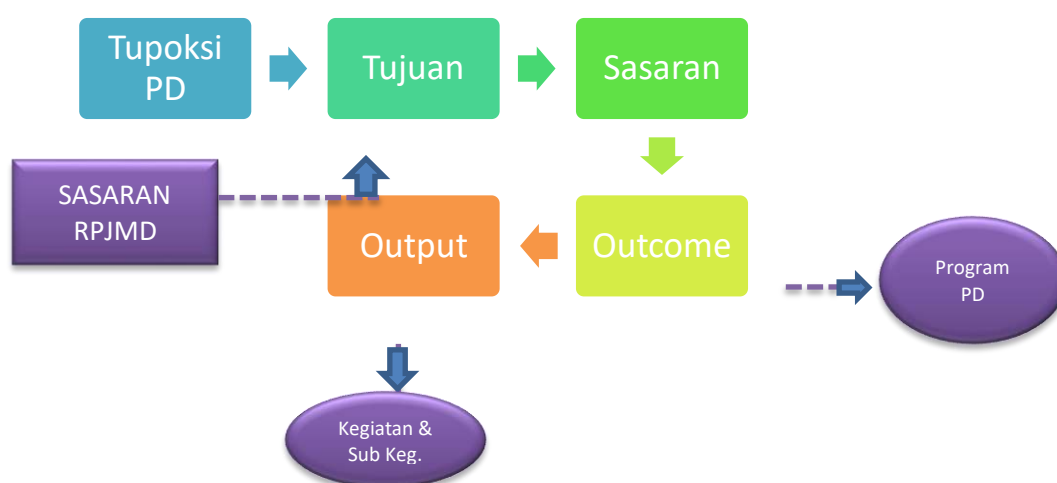 Tupoksi
PD
Tujuan
Sasaran
SASARAN
RPJMD
Output
Outcome
Program
PD
Kegiatan &
Sub Keg.